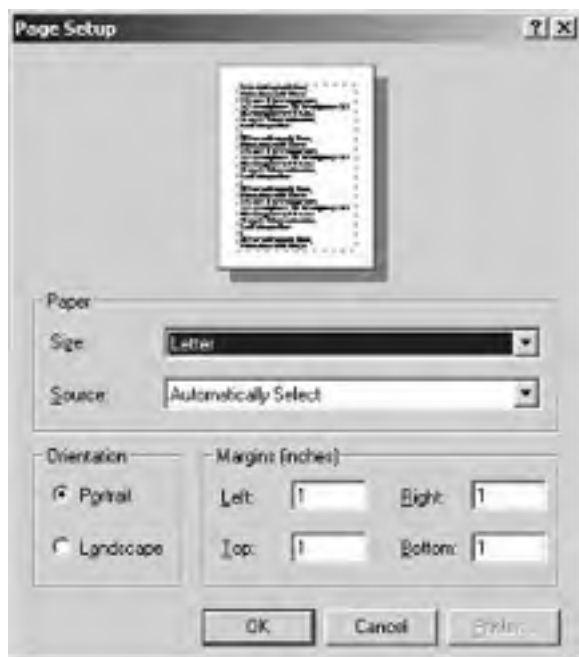 Page Setup
Paper
Size: Letter
Source: Automatically Select
Orientation
Portrait
Landscape
Margins (inches)
Left: 1 Right: 1
Top: 1 Bottom: 1
OK Cancel Printer...